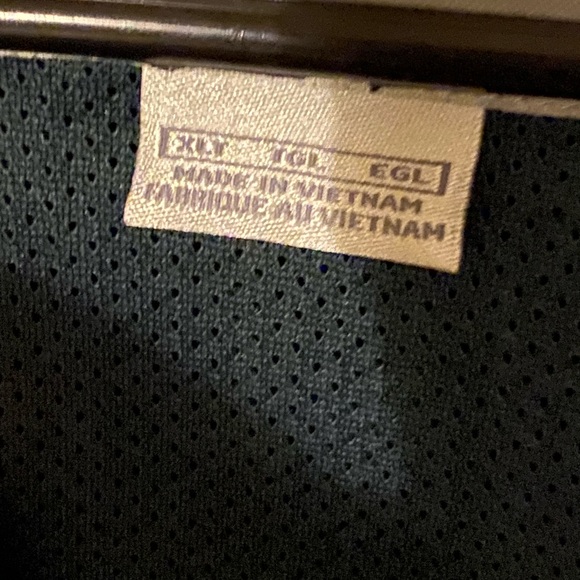 XLT TGL EGL
MADE IN VIETNAM
FABRIQUE AU VIETNAM